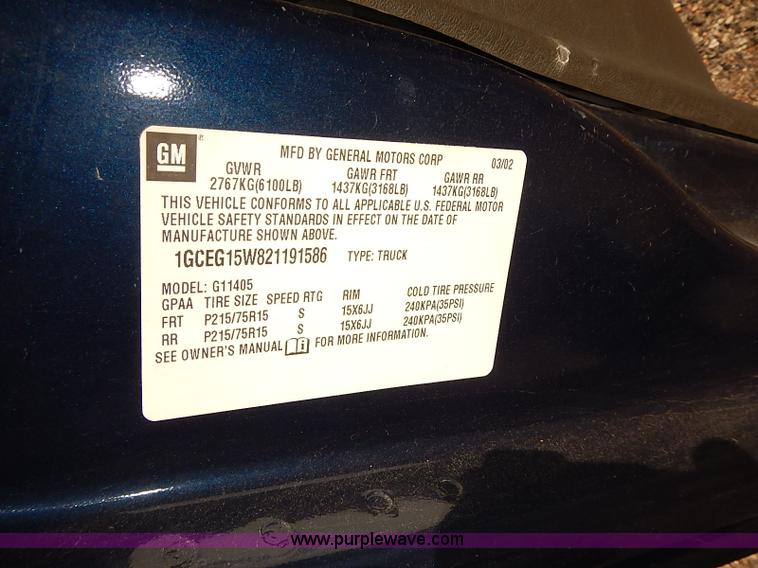 GM
MFD BY GENERAL MOTORS CORP 03/02
GVWR GAWR FRT GAWR RR
2767KG(6100LB) 1437KG(3168LB) 1437KG(3168LB)
THIS VEHICLE CONFORMS TO ALL APPLICABLE U.S. FEDERAL MOTOR
VEHICLE SAFETY STANDARDS IN EFFECT ON THE DATE OF
MANUFACTURE SHOWN ABOVE.
1GCEG15W821191586 TYPE: TRUCK
MODEL: G11405
GPAA TIRE SIZE SPEED RTG RIM COLD TIRE PRESSURE
FRT P215/75R15 S 15X6JJ 240KPA(35PSI)
RR P215/75R15 S 15X6JJ 240KPA(35PSI)
SEE OWNER'S MANUAL FOR MORE INFORMATION.
www.purplewave.com